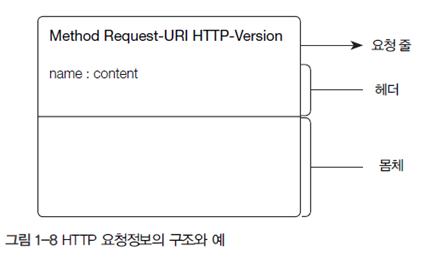 Method Request-URI HTTP-Version
요청 줄
name : content
헤더
몸체
그림 1-8 HTTP 요청정보의 구조와 예